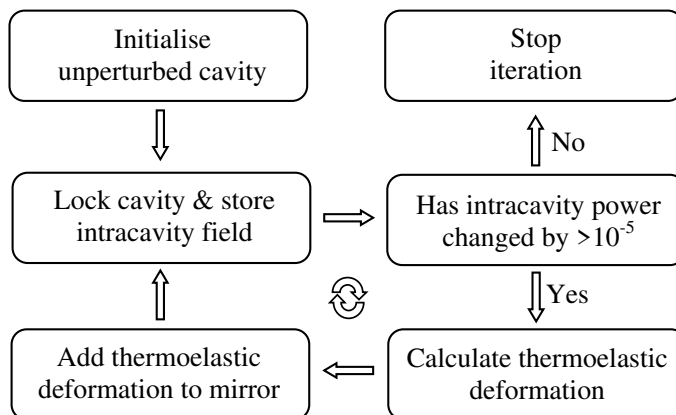 Initialise
unperturbed cavity
Stop
iteration
No
Lock cavity & store
intracavity field
Has intracavity power
changed by >10⁻⁵
Yes
Add thermoelastic
deformation to mirror
Calculate thermoelastic
deformation